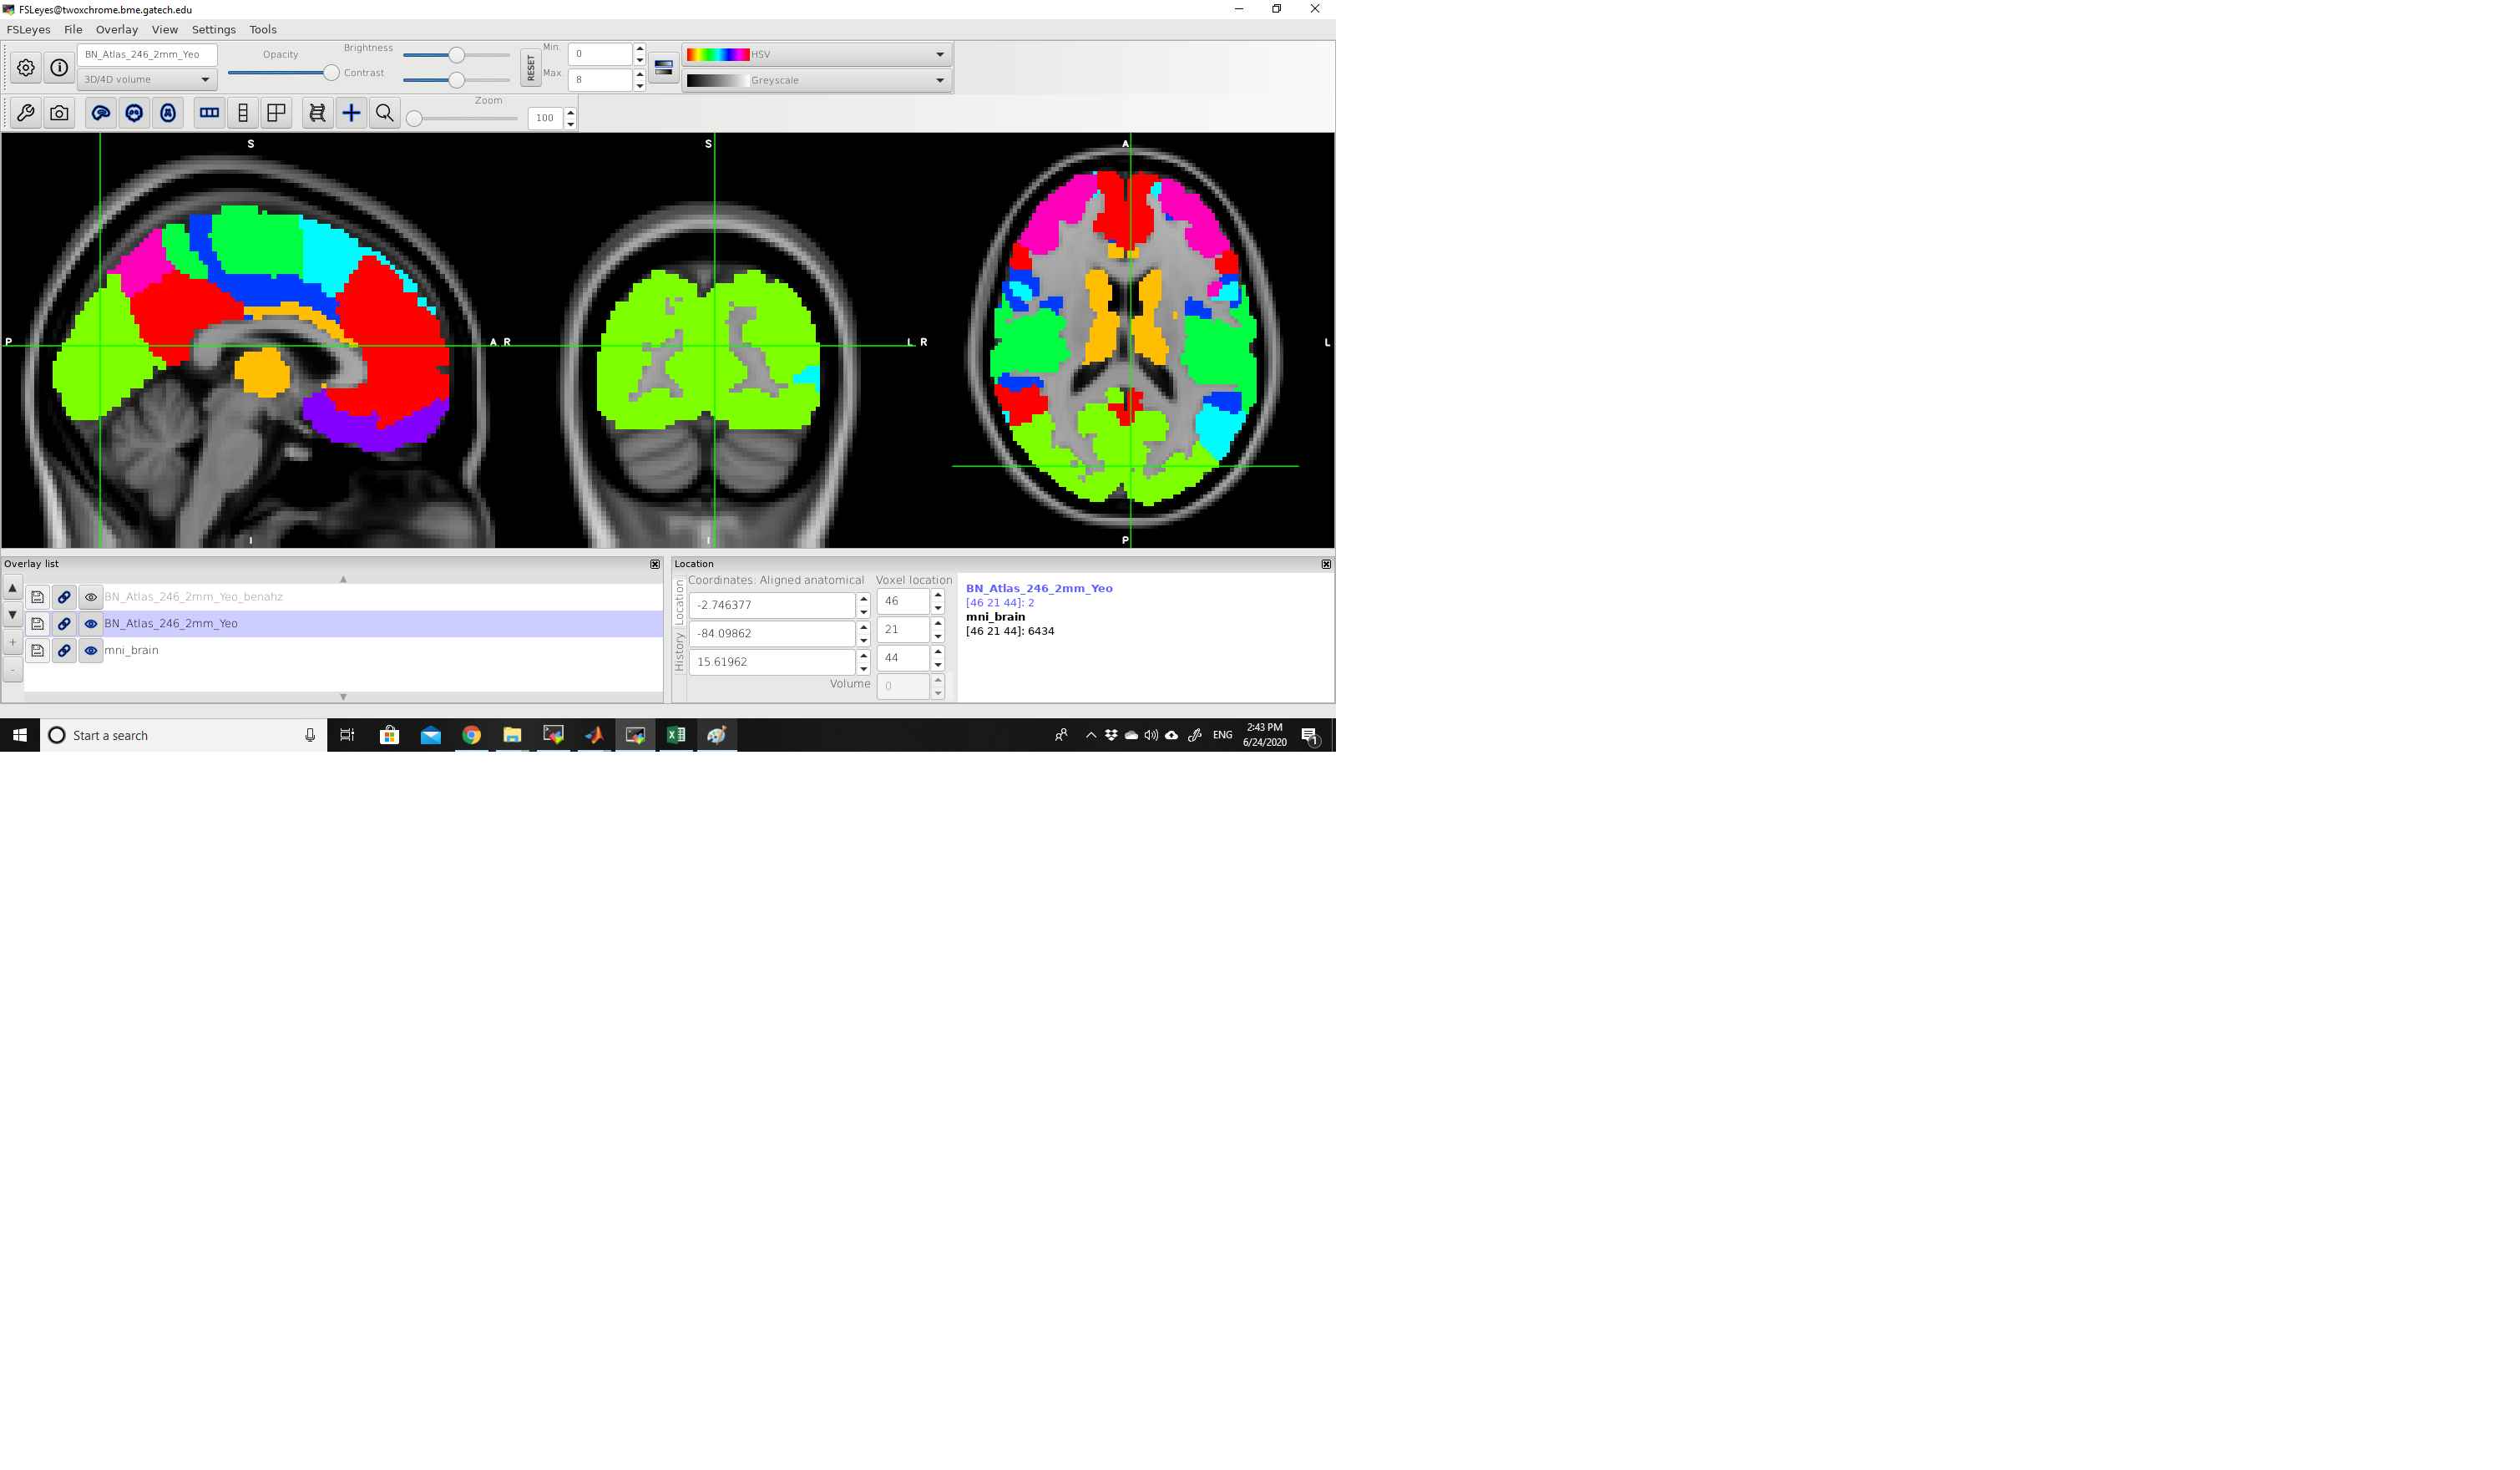 FSLeyes@twoxchrome.bme.gatech.edu
FSLeyes File Overlay View Settings Tools
BN_Atlas_246_2mm_Yeo
3D/4D volume
Opacity
Brightness
Contrast
RESET
Min. 0
Max. 8
HSV
Greyscale
Zoom
100
S S A
P A R L R L
I I P
Overlay list
BN_Atlas_246_2mm_Yeo_benahz
BN_Atlas_246_2mm_Yeo
mni_brain
Location
Location
History
Coordinates: Aligned anatomical Voxel location
-2.746377 46
-84.09862 21
15.61962 44
Volume 0
BN_Atlas_246_2mm_Yeo
[46 21 44]: 2
mni_brain
[46 21 44]: 6434
Start a search
ENG
2:43 PM
6/24/2020
1